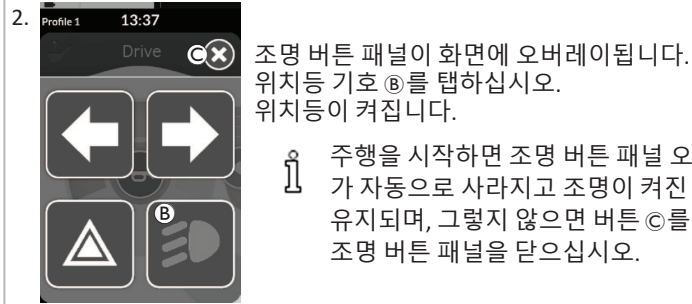 2.
Profile 1 13:37
Drive
Ⓒ
Ⓑ
조명 버튼 패널이 화면에 오버레이됩니다.
위치등 기호 Ⓑ를 탭하십시오.
위치등이 켜집니다.
주행을 시작하면 조명 버튼 패널 오
가 자동으로 사라지고 조명이 켜진
유지되며, 그렇지 않으면 버튼 Ⓒ를
조명 버튼 패널을 닫으십시오.